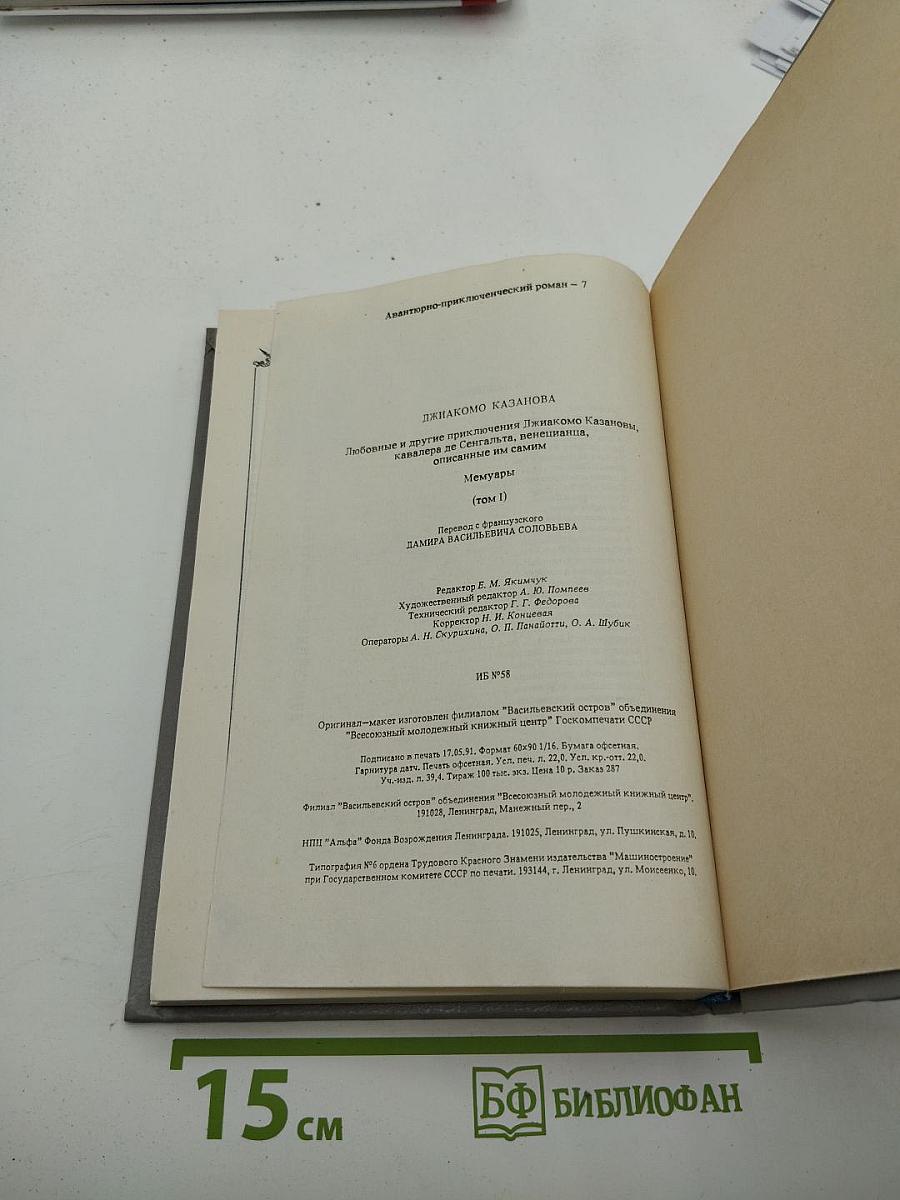 Авантюрно-приключенческий роман – 7
ДЖИАКОМО КАЗАНОВА
Любовные и другие приключения Джиакомо Казановы,
кавалера де Сенгальта, венецианца,
описанные им самим
Мемуары
(том I)
Перевод с французского
ДАМИРА ВАСИЛЬЕВИЧА СОЛОВЬЕВА
Редактор Е. М. Якимчук
Художественный редактор А. Ю. Помпеев
Технический редактор Г. Г. Федорова
Корректор Н. И. Концевая
Операторы А. Н. Скурихина, О. П. Панайотти, О. А. Шубик
ИБ №58
Оригинал—макет изготовлен филиалом "Васильевский остров" объединения
"Всесоюзный молодежный книжный центр" Госкомпечати СССР
Подписано в печать 17.05.91. Формат 60×90 1/16. Бумага офсетная.
Гарнитура датч. Печать офсетная. Усл. печ. л. 22,0. Усл. кр.-отт. 22,0.
Уч.-изд. л. 39,4. Тираж 100 тыс. экз. Цена 10 р. Заказ 287
Филиал "Васильевский остров" объединения "Всесоюзный молодежный книжный центр".
191028, Ленинград, Манежный пер., 2
НПЦ "Альфа" Фонда Возрождения Ленинграда. 191025, Ленинград, ул. Пушкинская, д. 10.
Типография №6 ордена Трудового Красного Знамени издательства "Машиностроение"
при Государственном комитете СССР по печати. 193144, г. Ленинград, ул. Моисеенко, 10.
15 см
БФ БИБЛИОФАН